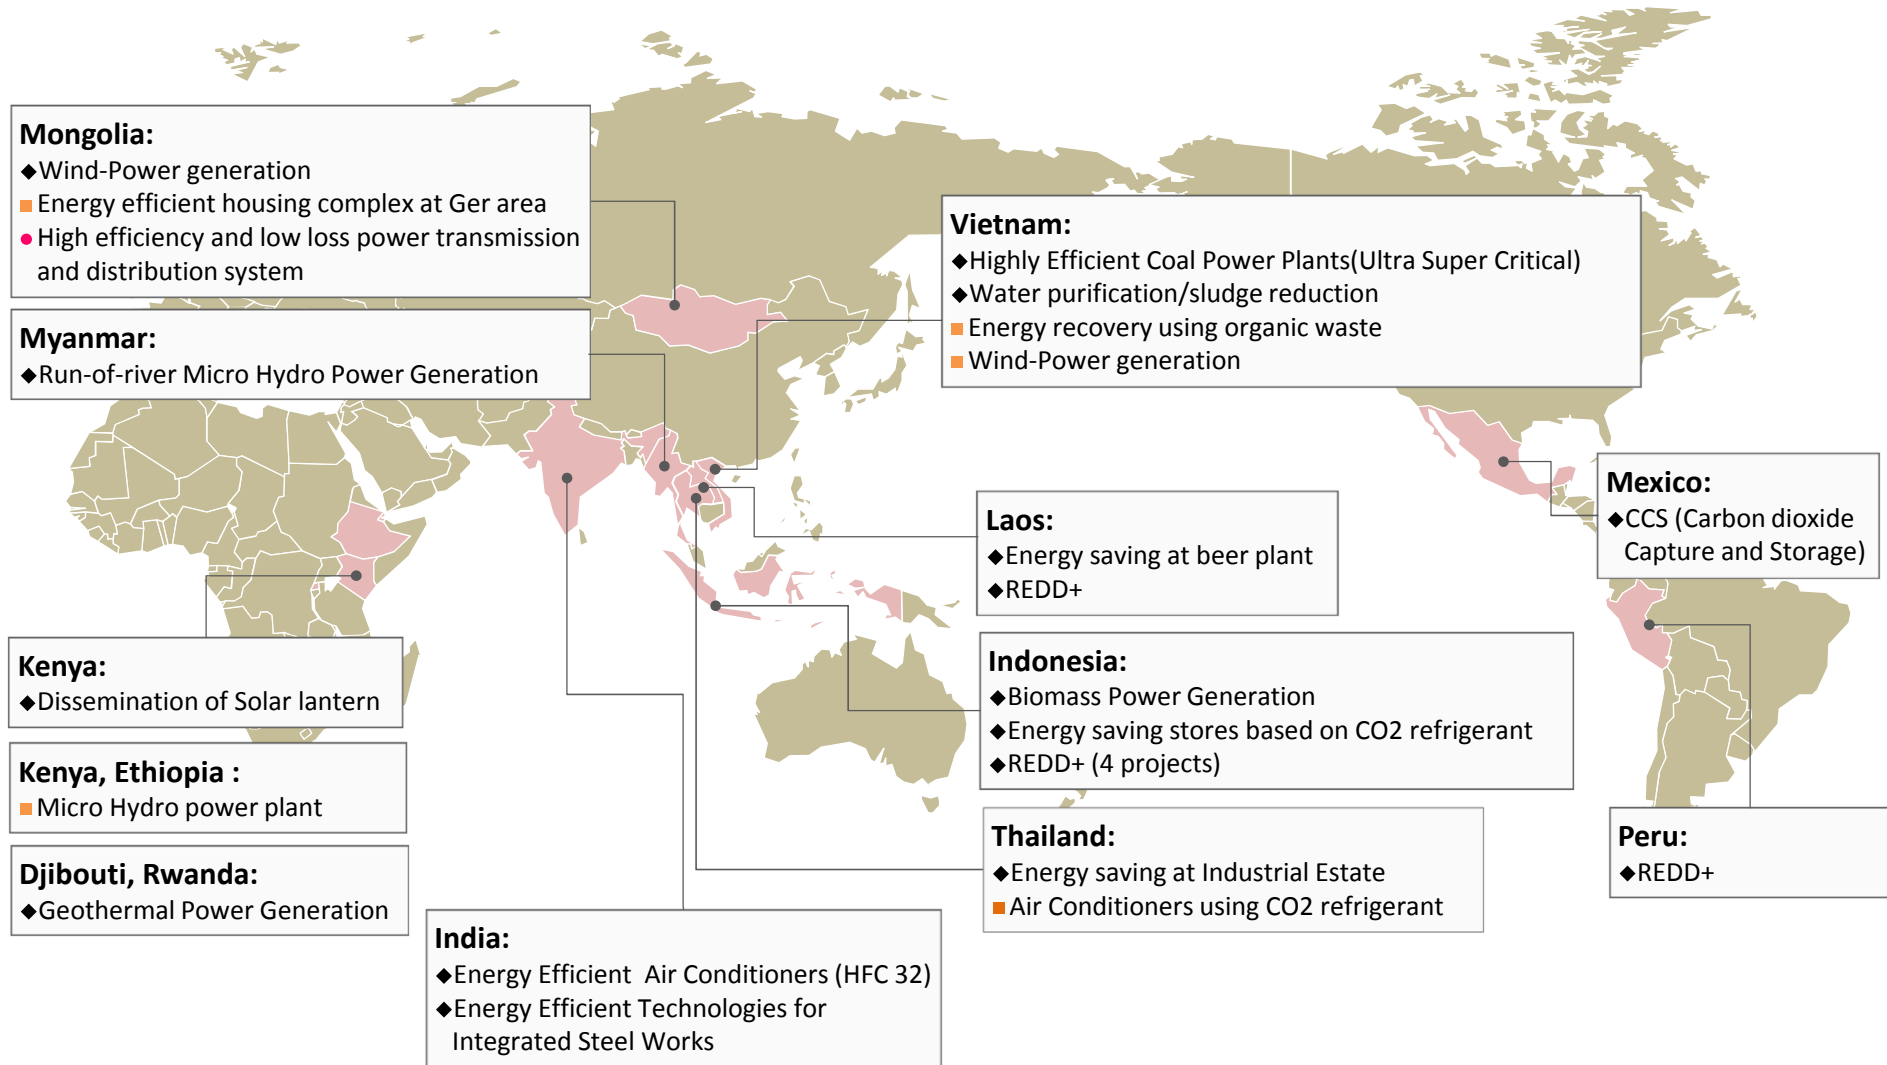 Mongolia:
◆Wind-Power generation
■Energy efficient housing complex at Ger area
●High efficiency and low loss power transmission
and distribution system
Myanmar:
◆Run-of-river Micro Hydro Power Generation
Vietnam:
◆Highly Efficient Coal Power Plants(Ultra Super Critical)
◆Water purification/sludge reduction
■Energy recovery using organic waste
■Wind-Power generation
Mexico:
◆CCS (Carbon dioxide
Capture and Storage)
Laos:
◆Energy saving at beer plant
◆REDD+
Kenya:
◆Dissemination of Solar lantern
Indonesia:
◆Biomass Power Generation
◆Energy saving stores based on CO2 refrigerant
◆REDD+ (4 projects)
Kenya, Ethiopia :
■Micro Hydro power plant
Thailand:
◆Energy saving at Industrial Estate
■Air Conditioners using CO2 refrigerant
Peru:
◆REDD+
Djibouti, Rwanda:
◆Geothermal Power Generation
India:
◆Energy Efficient  Air Conditioners (HFC 32)
◆Energy Efficient Technologies for
Integrated Steel Works